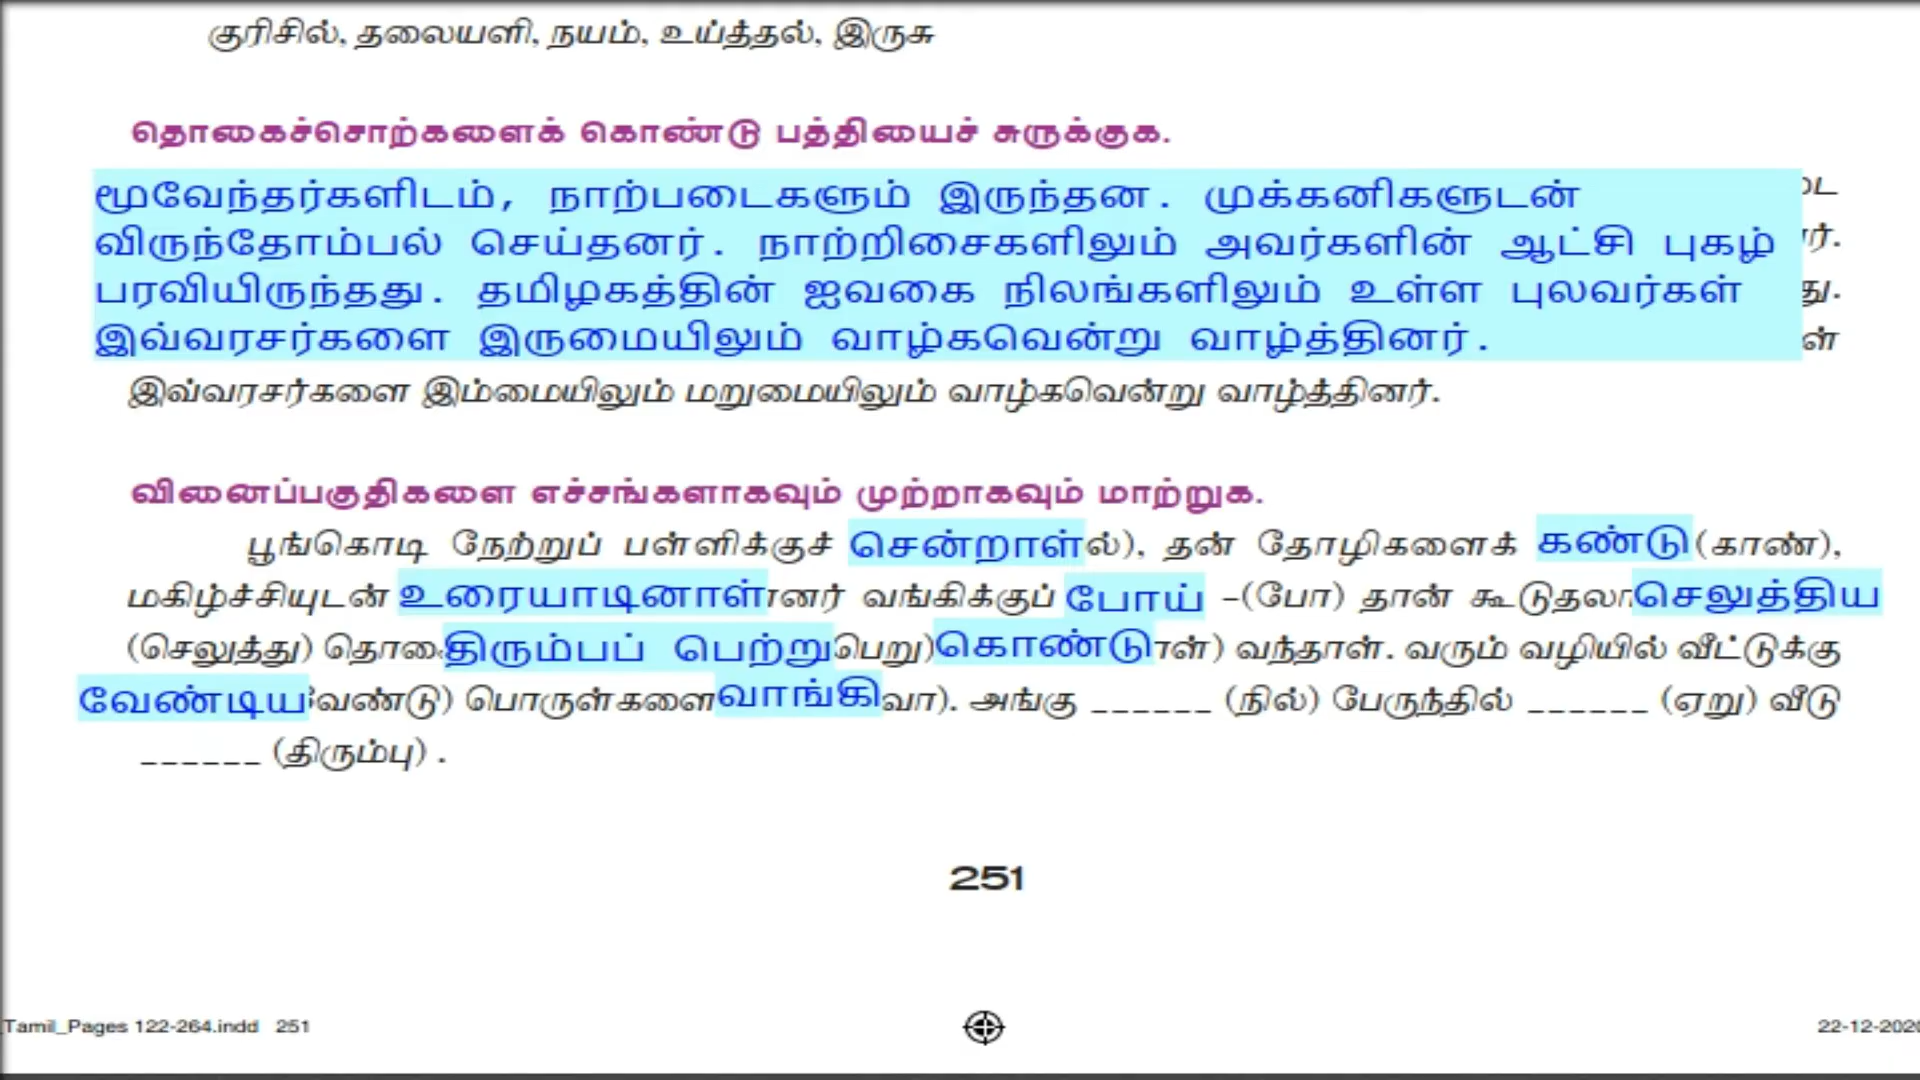 குரிசில், தலையளி, நயம், உய்த்தல், இருசு
தொகைச்சொற்களைக் கொண்டு பத்தியைச் சுருக்குக.
மூவேந்தர்களிடம், நாற்படைகளும் இருந்தன. முக்கனிகளுடன்
விருந்தோம்பல் செய்தனர். நாற்றிசைகளிலும் அவர்களின் ஆட்சி புகழ்
பரவியிருந்தது. தமிழகத்தின் ஐவகை நிலங்களிலும் உள்ள புலவர்கள்
இவ்வரசர்களை இருமையிலும் வாழ்கவென்று வாழ்த்தினர்.
இவ்வரசர்களை இம்மையிலும் மறுமையிலும் வாழ்கவென்று வாழ்த்தினர்.
வினைப்பகுதிகளை எச்சங்களாகவும் முற்றாகவும் மாற்றுக.
பூங்கொடி நேற்றுப் பள்ளிக்குச் சென்றாள் ல்), தன் தோழிகளைக் கண்டு (காண்),
மகிழ்ச்சியுடன் உரையாடினாள் னர் வங்கிக்குப் போய் -(போ) தான் கூடுதலா செலுத்திய
(செலுத்து) தொகை திரும்பப் பெற்று பெறு) கொண்டு ள்) வந்தாள். வரும் வழியில் வீட்டுக்கு
வேண்டிய வேண்டு) பொருள்களை வாங்கி வா). அங்கு ______ (நில்) பேருந்தில் ______ (ஏறு) வீடு
______ (திரும்பு) .
251
Tamil_Pages 122-264.indd 251
22-12-2020